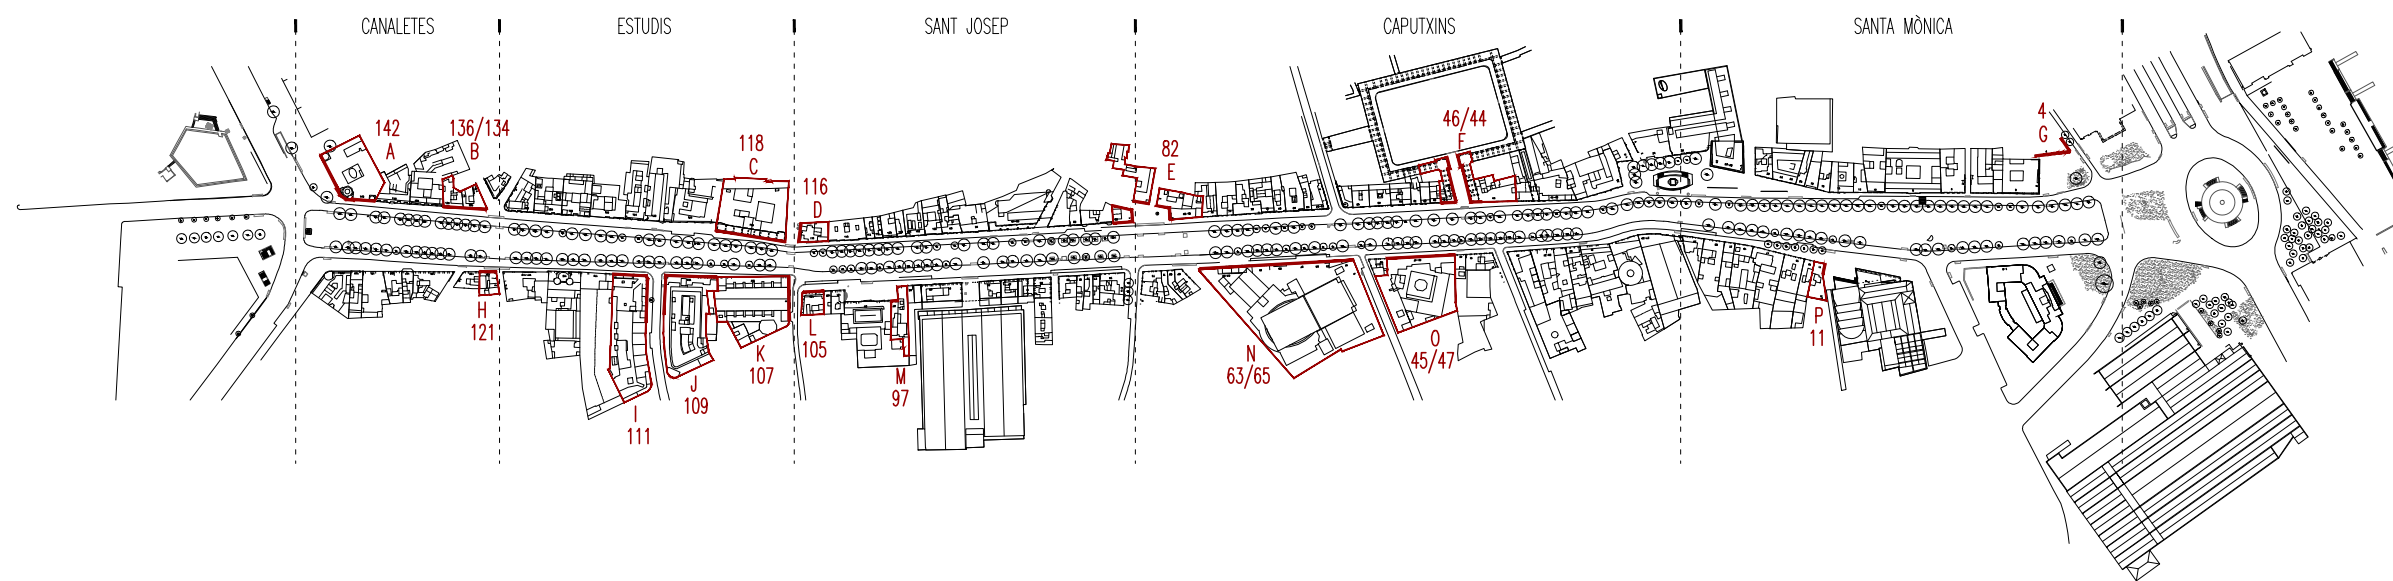 CANALETES
ESTUDIS
SANT JOSEP
CAPUTXINS
SANTA MÒNICA
142
A
136/134
B
118
C
116
D
82
E
46/44
F
4
G
H
121
I
111
J
109
K
107
L
105
M
97
N
63/65
O
45/47
P
11